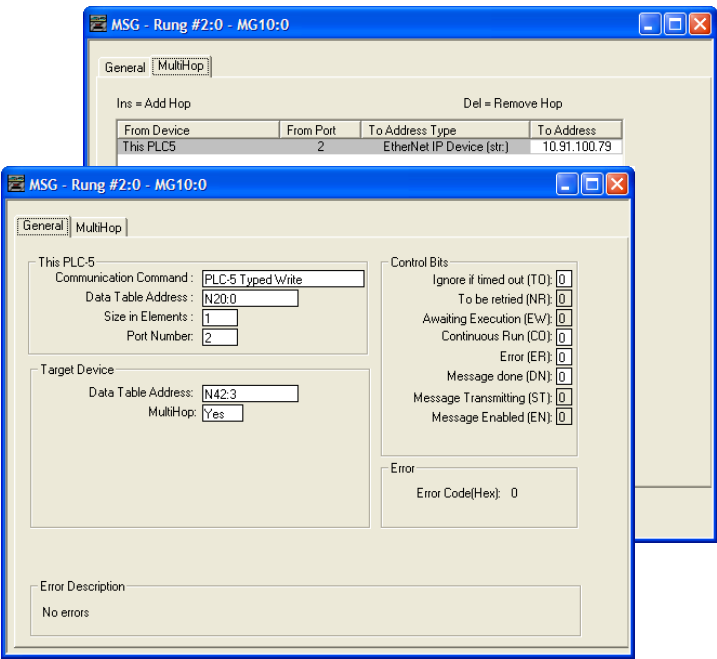 MSG - Rung #2:0 - MG10:0
General MultiHop
Ins = Add Hop Del = Remove Hop
From Device From Port To Address Type To Address
This PLC5 2 EtherNet IP Device (str.) 10.91.100.79
MSG - Rung #2:0 - MG10:0
General MultiHop
This PLC-5
Communication Command : PLC-5 Typed Write
Data Table Address : N20:0
Size in Elements : 1
Port Number: 2
Target Device
Data Table Address: N42:3
MultiHop: Yes
Control Bits
Ignore if timed out (TO): 0
To be retried (NR): 0
Awaiting Execution (EW): 0
Continuous Run (CO): 0
Error (ER): 0
Message done (DN): 0
Message Transmitting (ST): 0
Message Enabled (EN): 0
Error
Error Code(Hex): 0
Error Description
No errors